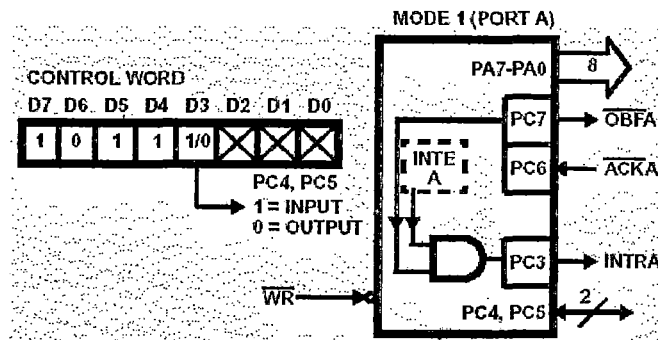 MODE 1 (PORT A)
CONTROL WORD
D7 D6 D5 D4 D3 D2 D1 D0
1 0 1 1 1/0
PC4, PC5
1 = INPUT
0 = OUTPUT
PA7-PA0
8
PC7
OBFA
INTE
A
PC6
ACKA
PC3
INTRA
WR
PC4, PC5
2